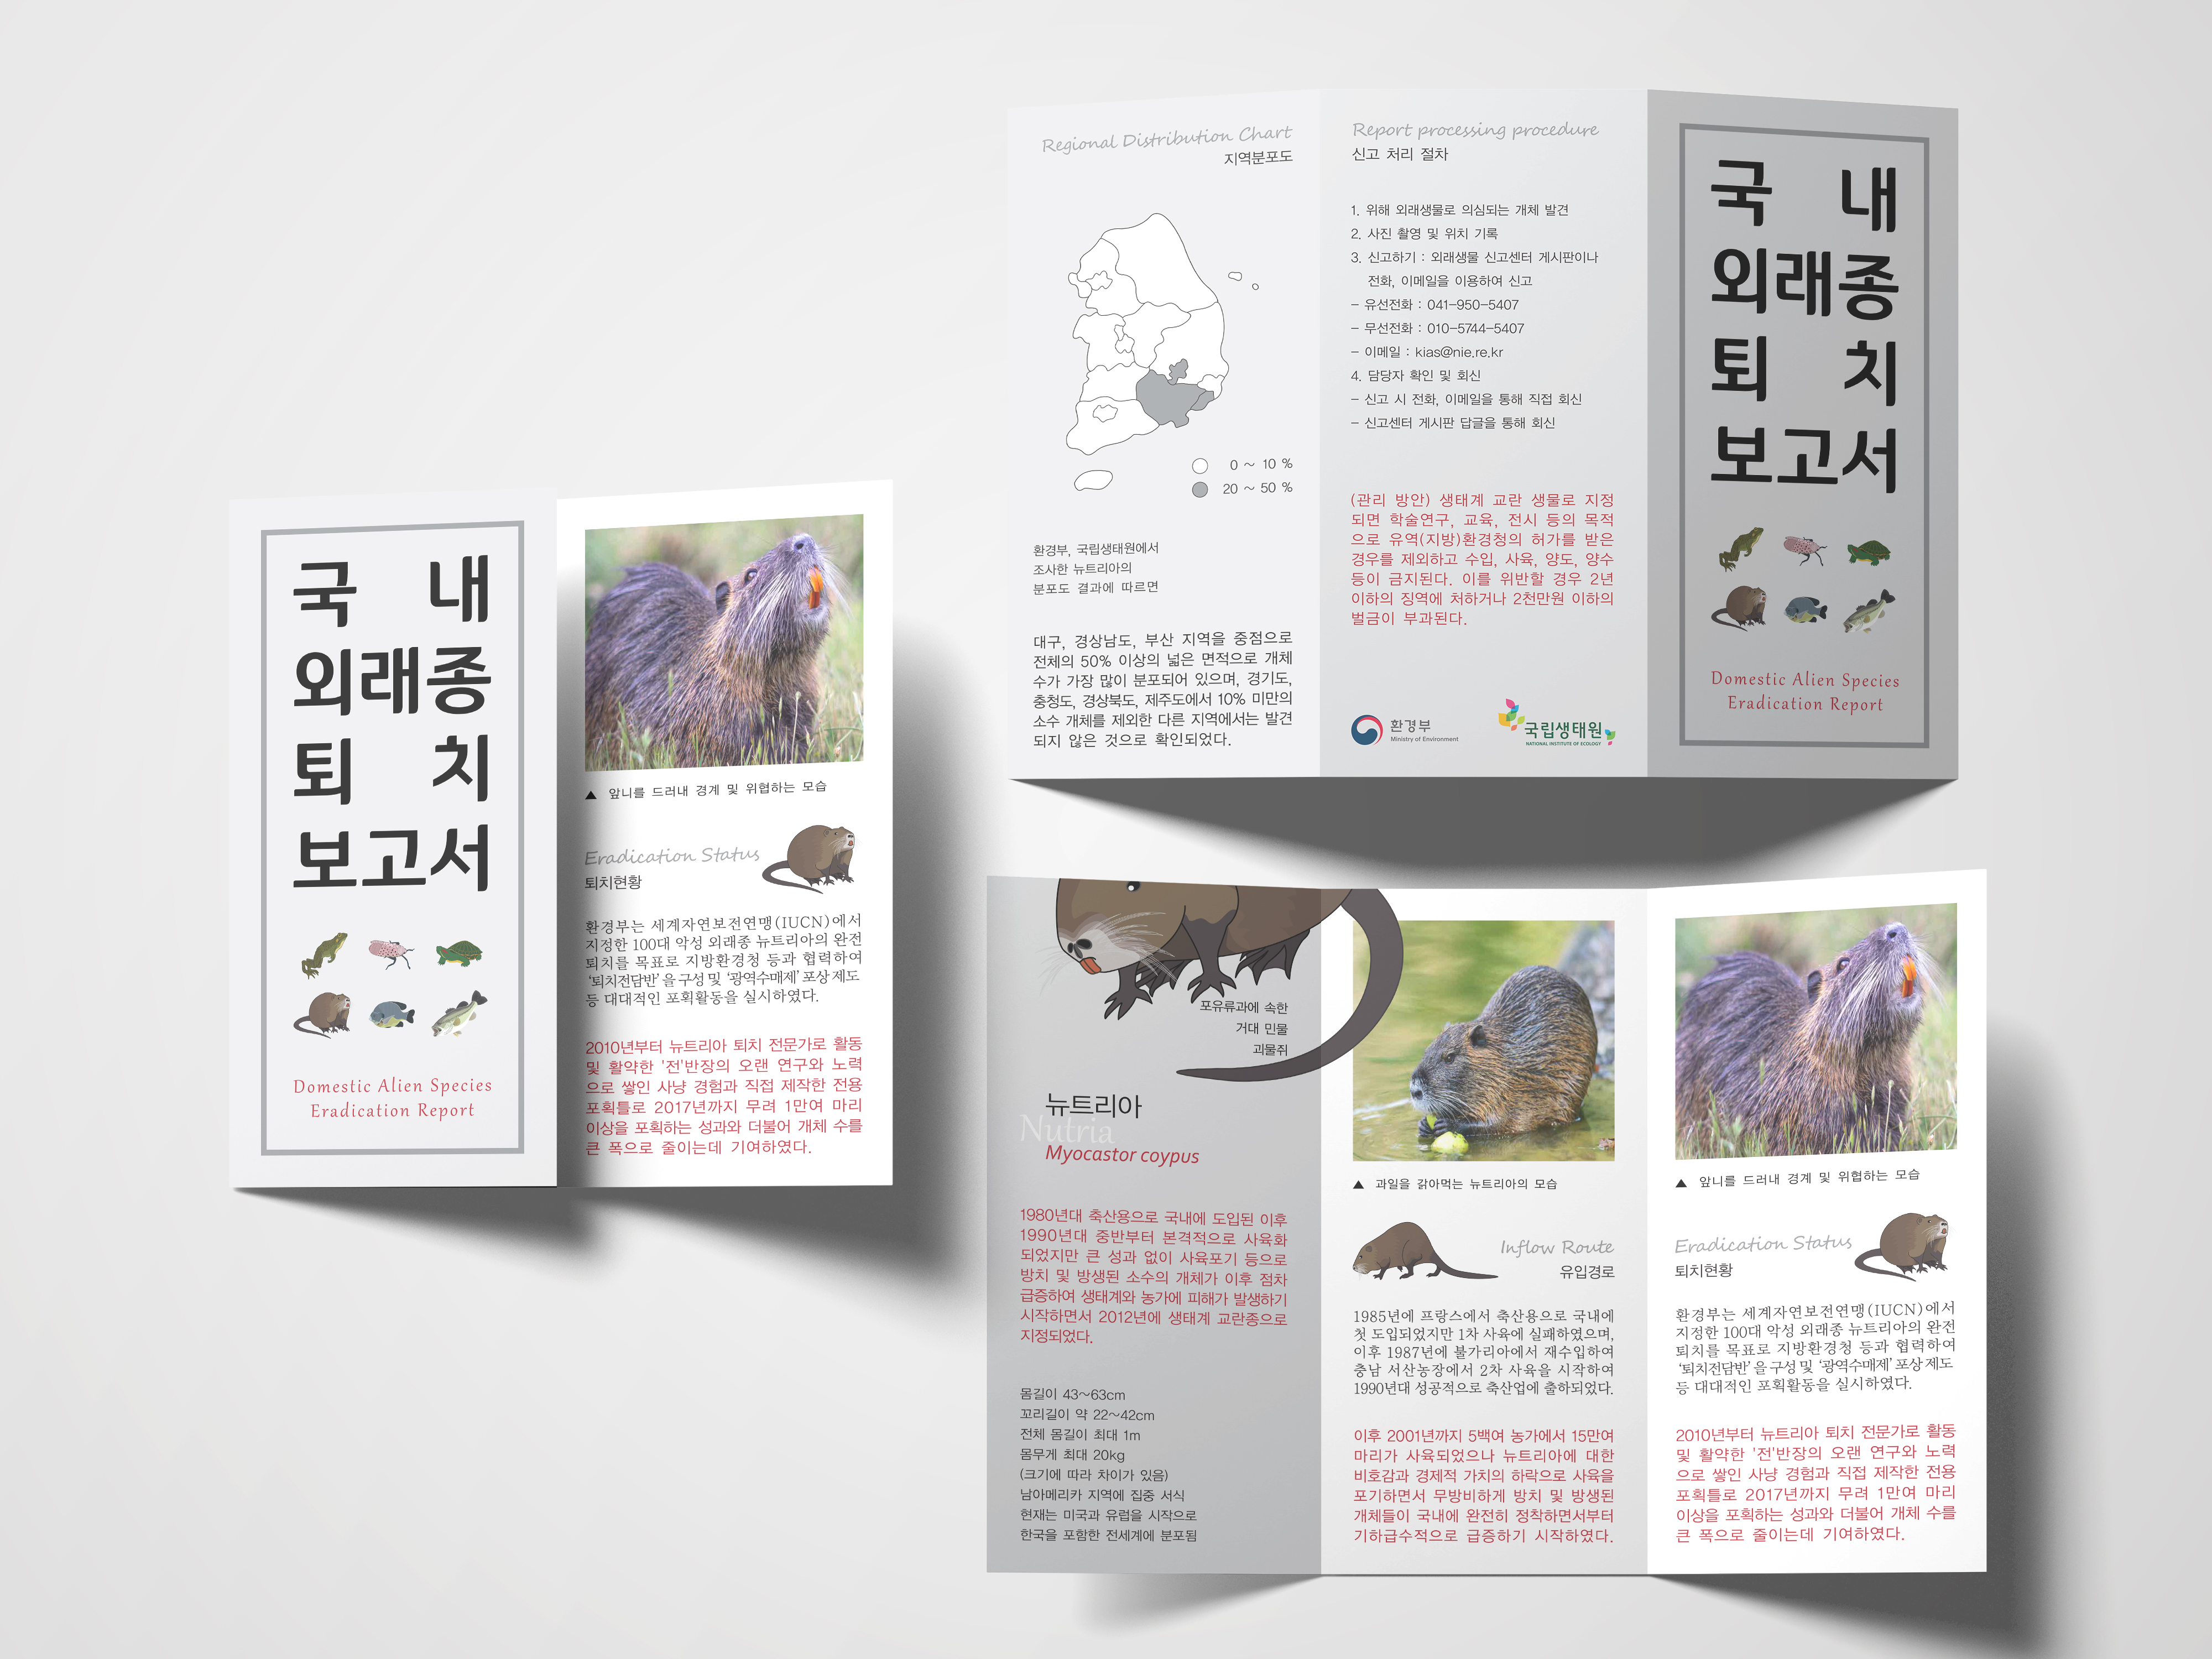 국 내
외래종
퇴 치
보고서
Domestic Alien Species
Eradication Report
▲ 앞니를 드러내 경계 및 위협하는 모습
Eradication Status
퇴치현황
환경부는 세계자연보전연맹(IUCN)에서
지정한 100대 악성 외래종 뉴트리아의 완전
퇴치를 목표로 지방환경청 등과 협력하여
'퇴치전담반'을 구성 및 '광역수매제' 포상 제도
등 대대적인 포획활동을 실시하였다.
2010년부터 뉴트리아 퇴치 전문가로 활동
및 활약한 '전'반장의 오랜 연구와 노력
으로 쌓인 사냥 경험과 직접 제작한 전용
포획틀로 2017년까지 무려 1만여 마리
이상을 포획하는 성과와 더불어 개체 수를
큰 폭으로 줄이는데 기여하였다.
Regional Distribution Chart
지역분포도
0 ~ 10 %
20 ~ 50 %
환경부, 국립생태원에서
조사한 뉴트리아의
분포도 결과에 따르면
대구, 경상남도, 부산 지역을 중점으로
전체의 50% 이상의 넓은 면적으로 개체
수가 가장 많이 분포되어 있으며, 경기도,
충청도, 경상북도, 제주도에서 10% 미만의
소수 개체를 제외한 다른 지역에서는 발견
되지 않은 것으로 확인되었다.
Report processing procedure
신고 처리 절차
1. 위해 외래생물로 의심되는 개체 발견
2. 사진 촬영 및 위치 기록
3. 신고하기 : 외래생물 신고센터 게시판이나
전화, 이메일을 이용하여 신고
- 유선전화 : 041-950-5407
- 무선전화 : 010-5744-5407
- 이메일 : kias@nie.re.kr
4. 담당자 확인 및 회신
- 신고 시 전화, 이메일을 통해 직접 회신
- 신고센터 게시판 답글을 통해 회신
(관리 방안) 생태계 교란 생물로 지정
되면 학술연구, 교육, 전시 등의 목적
으로 유역(지방)환경청의 허가를 받은
경우를 제외하고 수입, 사육, 양도, 양수
등이 금지된다. 이를 위반할 경우 2년
이하의 징역에 처하거나 2천만원 이하의
벌금이 부과된다.
환경부
Ministry of Environment
국립생태원
NATIONAL INSTITUTE OF ECOLOGY
국 내
외래종
퇴 치
보고서
Domestic Alien Species
Eradication Report
포유류과에 속한
거대 민물
괴물쥐
뉴트리아
Nutria
Myocastor coypus
1980년대 축산용으로 국내에 도입된 이후
1990년대 중반부터 본격적으로 사육화
되었지만 큰 성과 없이 사육포기 등으로
방치 및 방생된 소수의 개체가 이후 점차
급증하여 생태계와 농가에 피해가 발생하기
시작하면서 2012년에 생태계 교란종으로
지정되었다.
몸길이 43~63cm
꼬리길이 약 22~42cm
전체 몸길이 최대 1m
몸무게 최대 20kg
(크기에 따라 차이가 있음)
남아메리카 지역에 집중 서식
현재는 미국과 유럽을 시작으로
한국을 포함한 전세계에 분포됨
▲ 과일을 갉아먹는 뉴트리아의 모습
Inflow Route
유입경로
1985년에 프랑스에서 축산용으로 국내에
첫 도입되었지만 1차 사육에 실패하였으며,
이후 1987년에 불가리아에서 재수입하여
충남 서산농장에서 2차 사육을 시작하여
1990년대 성공적으로 축산업에 출하되었다.
이후 2001년까지 5백여 농가에서 15만여
마리가 사육되었으나 뉴트리아에 대한
비호감과 경제적 가치의 하락으로 사육을
포기하면서 무방비하게 방치 및 방생된
개체들이 국내에 완전히 정착하면서부터
기하급수적으로 급증하기 시작하였다.
▲ 앞니를 드러내 경계 및 위협하는 모습
Eradication Status
퇴치현황
환경부는 세계자연보전연맹(IUCN)에서
지정한 100대 악성 외래종 뉴트리아의 완전
퇴치를 목표로 지방환경청 등과 협력하여
'퇴치전담반'을 구성 및 '광역수매제' 포상 제도
등 대대적인 포획활동을 실시하였다.
2010년부터 뉴트리아 퇴치 전문가로 활동
및 활약한 '전'반장의 오랜 연구와 노력
으로 쌓인 사냥 경험과 직접 제작한 전용
포획틀로 2017년까지 무려 1만여 마리
이상을 포획하는 성과와 더불어 개체 수를
큰 폭으로 줄이는데 기여하였다.